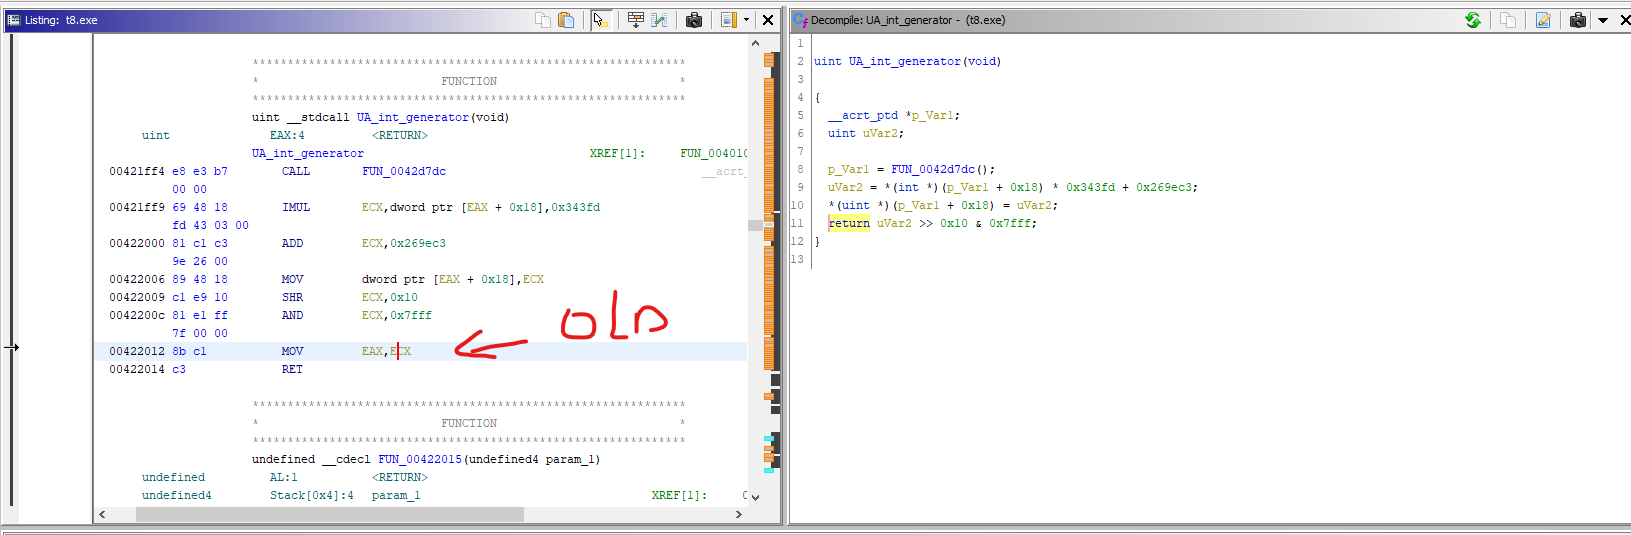 Listing: t8.exe
************************************************************
* FUNCTION *
************************************************************
uint __stdcall UA_int_generator(void)
uint EAX:4 <RETURN>
UA_int_generator XREF[1]: FUN_004010
00421ff4 e8 e3 b7 CALL FUN_0042d7dc __acrt_
00 00
00421ff9 69 48 18 IMUL ECX,dword ptr [EAX + 0x18],0x343fd
fd 43 03 00
00422000 81 c1 c3 ADD ECX,0x269ec3
9e 26 00
00422006 89 48 18 MOV dword ptr [EAX + 0x18],ECX
00422009 c1 e9 10 SHR ECX,0x10
0042200c 81 e1 ff AND ECX,0x7fff
7f 00 00
OLD
00422012 8b c1 MOV EAX,ECX
00422014 c3 RET
************************************************************
* FUNCTION *
************************************************************
undefined __cdecl FUN_00422015(undefined4 param_1)
undefined AL:1 <RETURN>
undefined4 Stack[0x4]:4 param_1 XREF[1]:
Decompile: UA_int_generator - (t8.exe)
1
2 uint UA_int_generator(void)
3
4 {
5 __acrt_ptd *p_Var1;
6 uint uVar2;
7
8 p_Var1 = FUN_0042d7dc();
9 uVar2 = *(int *)(p_Var1 + 0x18) * 0x343fd + 0x269ec3;
10 *(uint *)(p_Var1 + 0x18) = uVar2;
11 return uVar2 >> 0x10 & 0x7fff;
12 }
13